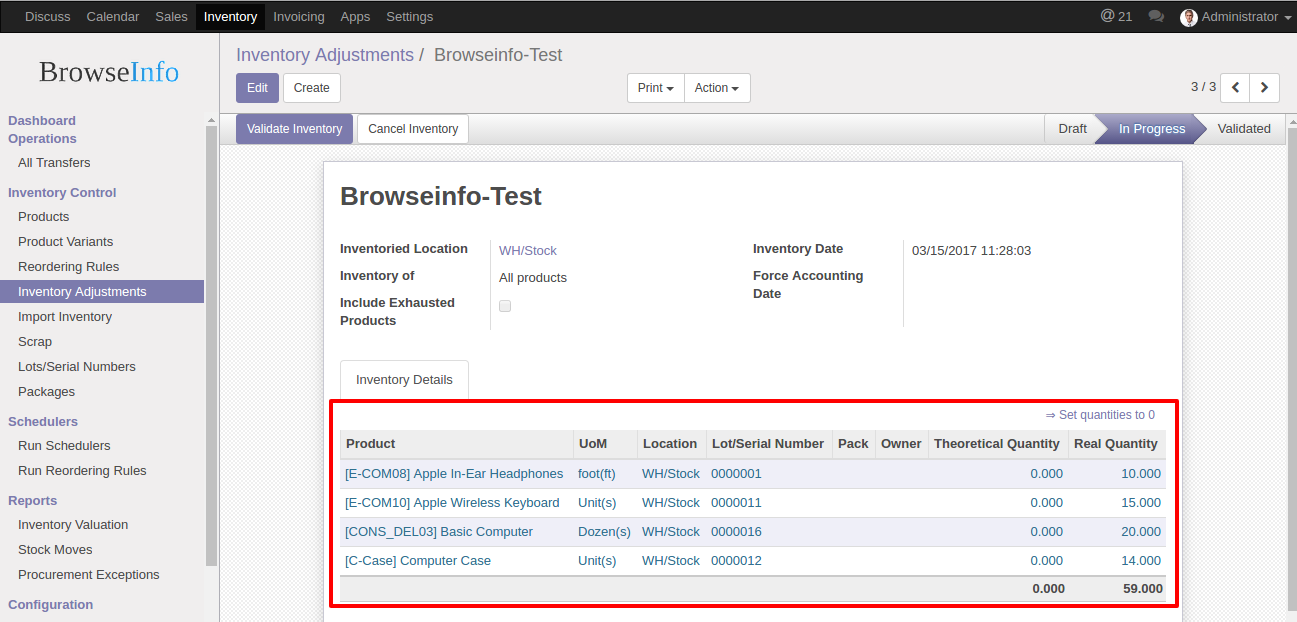 Discuss Calendar Sales Inventory Invoicing Apps Settings @ 21 Administrator
BrowseInfo
Inventory Adjustments / Browseinfo-Test
Edit Create Print Action 3 / 3
Validate Inventory Cancel Inventory Draft In Progress Validated
Dashboard
Operations
All Transfers
Inventory Control
Products
Product Variants
Reordering Rules
Inventory Adjustments
Import Inventory
Scrap
Lots/Serial Numbers
Packages
Schedulers
Run Schedulers
Run Reordering Rules
Reports
Inventory Valuation
Stock Moves
Procurement Exceptions
Configuration
Browseinfo-Test
Inventoried Location WH/Stock Inventory Date 03/15/2017 11:28:03
Inventory of All products Force Accounting
Date
Include Exhausted
Products
Inventory Details
⇒ Set quantities to 0
Product UoM Location Lot/Serial Number Pack Owner Theoretical Quantity Real Quantity
[E-COM08] Apple In-Ear Headphones foot(ft) WH/Stock 0000001 0.000 10.000
[E-COM10] Apple Wireless Keyboard Unit(s) WH/Stock 0000011 0.000 15.000
[CONS_DEL03] Basic Computer Dozen(s) WH/Stock 0000016 0.000 20.000
[C-Case] Computer Case Unit(s) WH/Stock 0000012 0.000 14.000
0.000 59.000